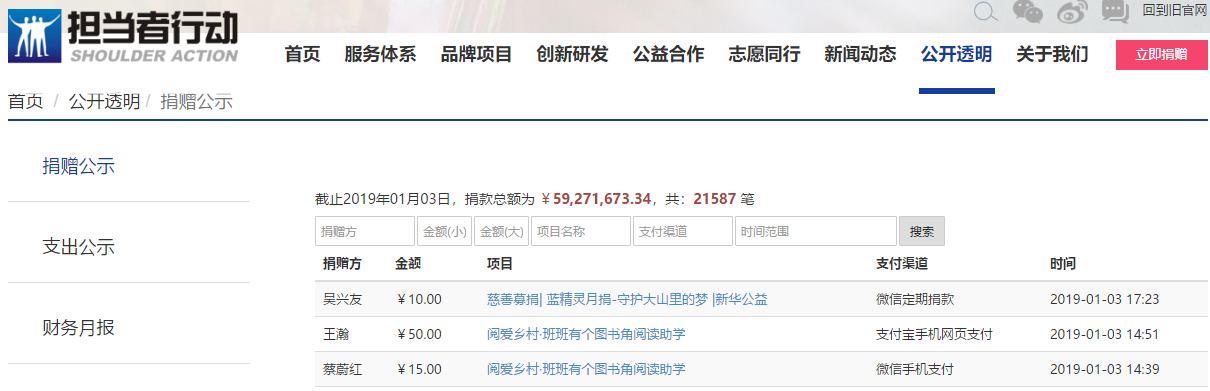 担当者行动
SHOULDER ACTION
回到旧官网
首页 服务体系 品牌项目 创新研发 公益合作 志愿同行 新闻动态 公开透明 关于我们 立即捐赠
首页 / 公开透明 / 捐赠公示
捐赠公示
支出公示
财务月报
截止2019年01月03日，捐款总额为 ￥59,271,673.34，共：21587 笔
捐赠方 金额(小) 金额(大) 项目名称 支付渠道 时间范围 搜索
捐赠方 金额 项目 支付渠道 时间
吴兴友 ￥10.00 慈善募捐| 蓝精灵月捐-守护大山里的梦 |新华公益 微信定期捐款 2019-01-03 17:23
王瀚 ￥50.00 阅爱乡村·班班有个图书角阅读助学 支付宝手机网页支付 2019-01-03 14:51
蔡蔚红 ￥15.00 阅爱乡村·班班有个图书角阅读助学 微信手机支付 2019-01-03 14:39